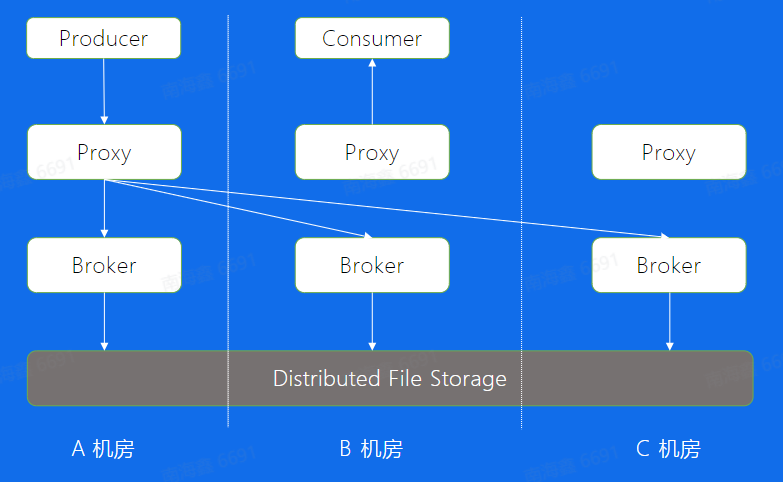 Producer
Consumer
Proxy
Proxy
Proxy
Broker
Broker
Broker
Distributed File Storage
A 机房
B 机房
C 机房